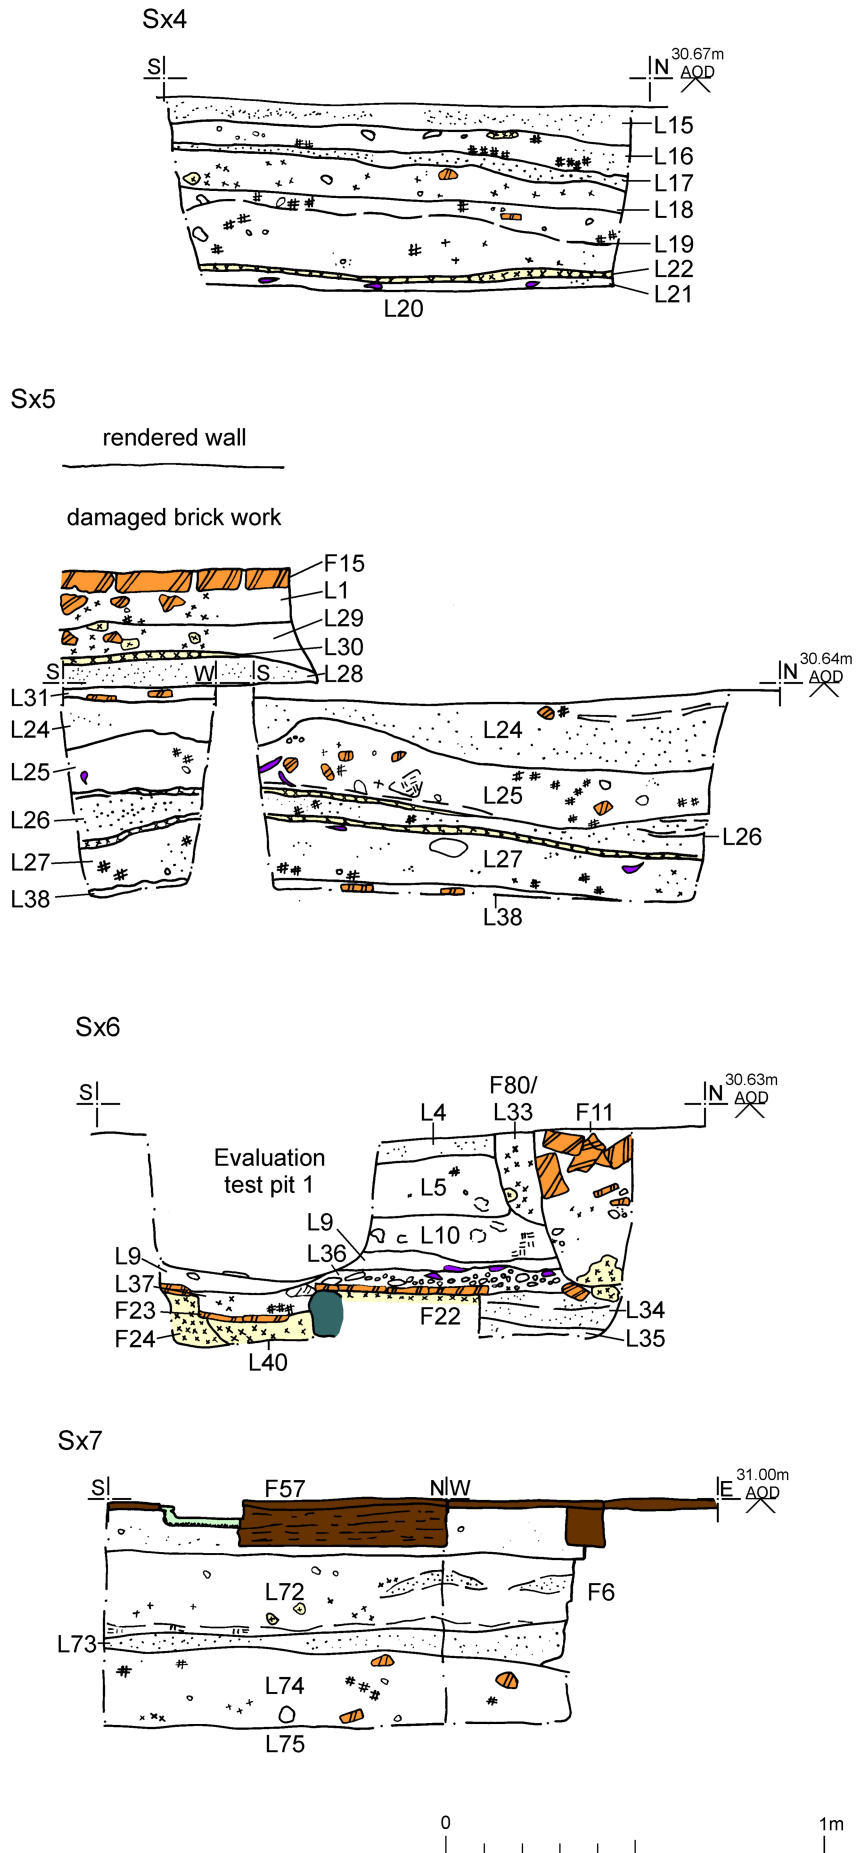 Sx4
S
N 30.67m
AOD
L15
L16
L17
L18
L19
L22
L21
L20
Sx5
rendered wall
damaged brick work
F15
L1
L29
L30
S W S L28 N 30.64m
AOD
L31
L24 L24
L25 L25
L26 L26
L27 L27
L38 L38
Sx6
S F80/ N 30.63m
AOD
L4 L33 F11
Evaluation
test pit 1
L5
L9 L10
L9 L36
L37
F23 F22 L34
F24 L35
L40
Sx7
S F57 N W E 31.00m
AOD
L72 F6
L73
L74
L75
0 1m